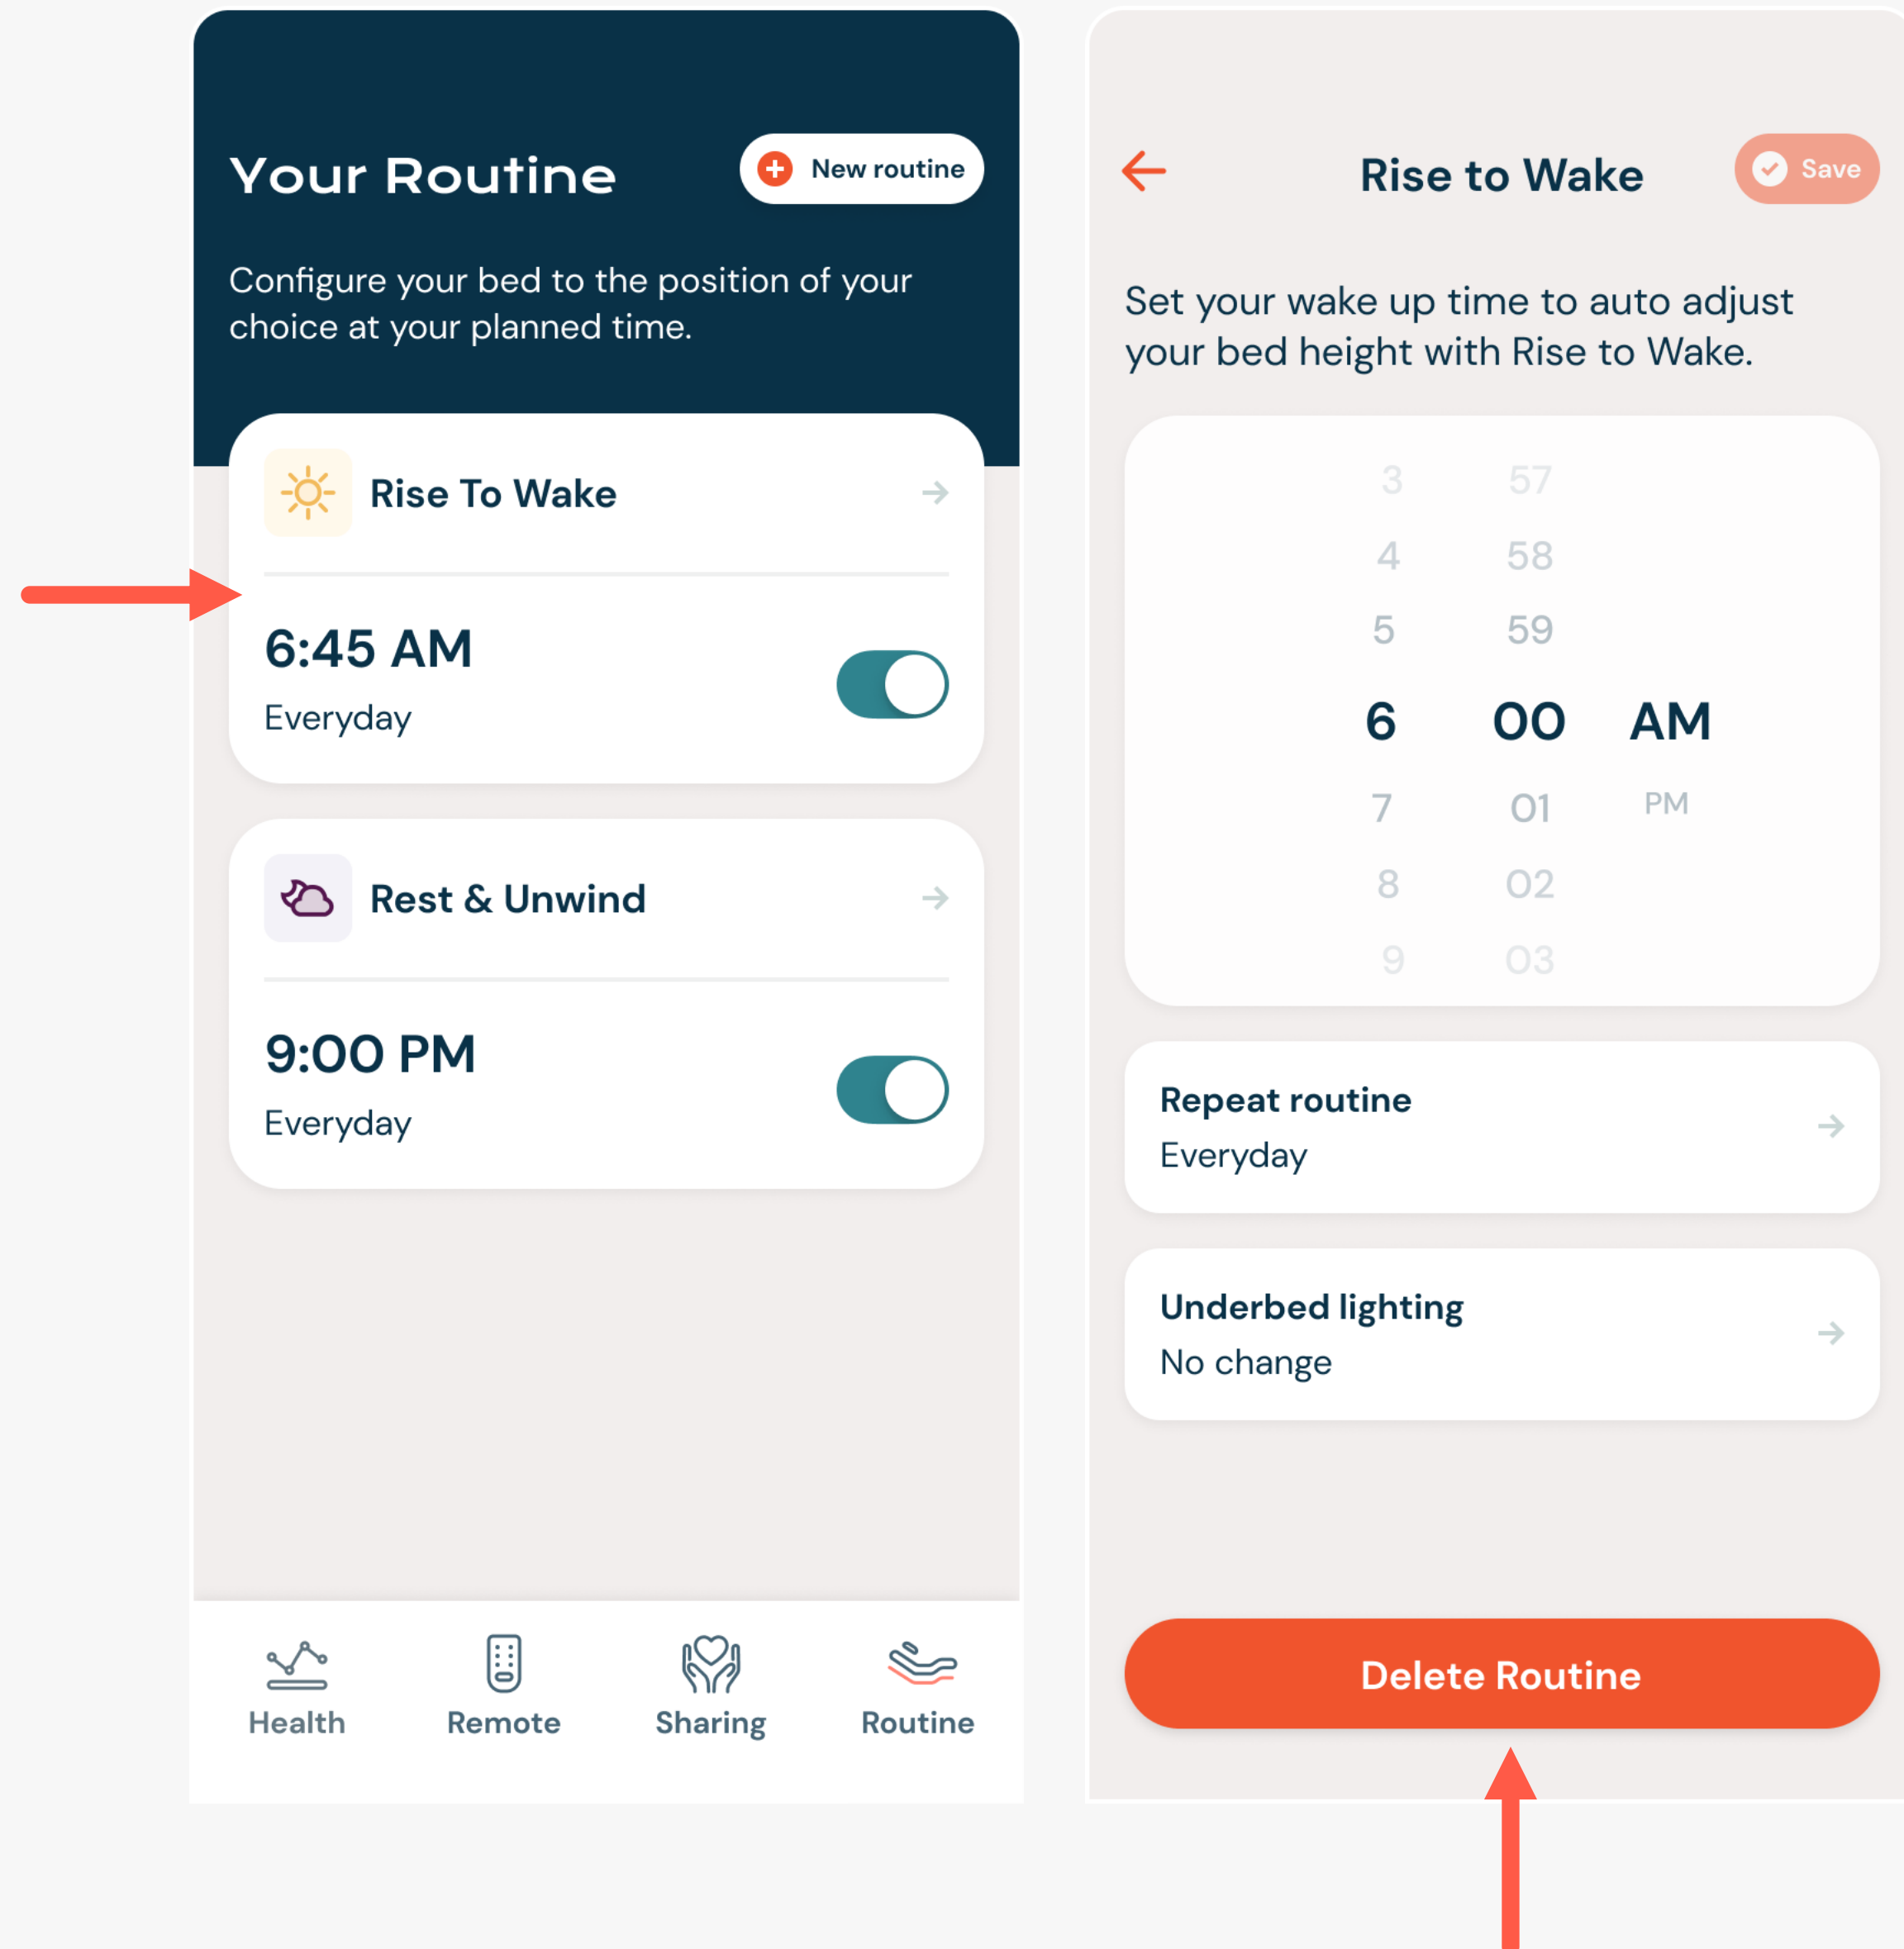 Your Routine
New routine
Configure your bed to the position of your
choice at your planned time.
Rise To Wake
6:45 AM
Everyday
Rest & Unwind
9:00 PM
Everyday
Health
Remote
Sharing
Routine
Rise to Wake
Save
Set your wake up time to auto adjust
your bed height with Rise to Wake.
3 57
4 58
5 59
6 00 AM
7 01 PM
8 02
9 03
Repeat routine
Everyday
Underbed lighting
No change
Delete Routine